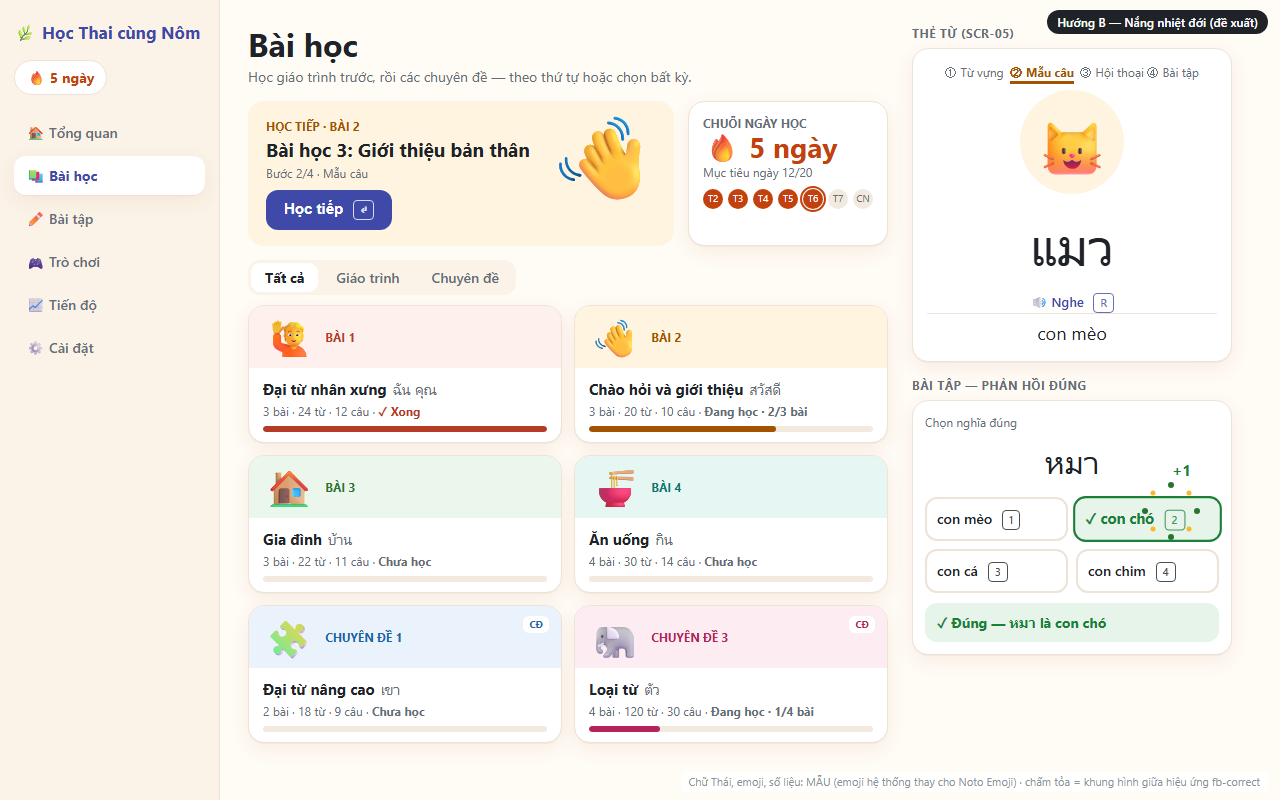 Học Thai cùng Nôm
5 ngày
Tổng quan
Bài học
Bài tập
Trò chơi
Tiến độ
Cài đặt
Bài học
Học giáo trình trước, rồi các chuyên đề — theo thứ tự hoặc chọn bất kỳ.
HỌC TIẾP · BÀI 2
Bài học 3: Giới thiệu bản thân
Bước 2/4 · Mẫu câu
Học tiếp ↵
CHUỖI NGÀY HỌC
5 ngày
Mục tiêu ngày 12/20
T2 T3 T4 T5 T6 T7 CN
Tất cả Giáo trình Chuyên đề
BÀI 1
Đại từ nhân xưng ฉัน คุณ
3 bài · 24 từ · 12 câu · ✓ Xong
BÀI 2
Chào hỏi và giới thiệu สวัสดี
3 bài · 20 từ · 10 câu · Đang học · 2/3 bài
BÀI 3
Gia đình บ้าน
3 bài · 22 từ · 11 câu · Chưa học
BÀI 4
Ăn uống กิน
4 bài · 30 từ · 14 câu · Chưa học
CHUYÊN ĐỀ 1
CĐ
Đại từ nâng cao เขา
2 bài · 18 từ · 9 câu · Chưa học
CHUYÊN ĐỀ 3
CĐ
Loại từ ตัว
4 bài · 120 từ · 30 câu · Đang học · 1/4 bài
Hướng B — Nắng nhiệt đới (đề xuất)
THẺ TỪ (SCR-05)
① Từ vựng ② Mẫu câu ③ Hội thoại ④ Bài tập
แมว
Nghe R
con mèo
BÀI TẬP — PHẢN HỒI ĐÚNG
Chọn nghĩa đúng
หมา
+1
con mèo 1
✓ con chó 2
con cá 3
con chim 4
✓ Đúng — หมา là con chó
Chữ Thái, emoji, số liệu: MẪU (emoji hệ thống thay cho Noto Emoji) · chấm tỏa = khung hình giữa hiệu ứng fb-correct